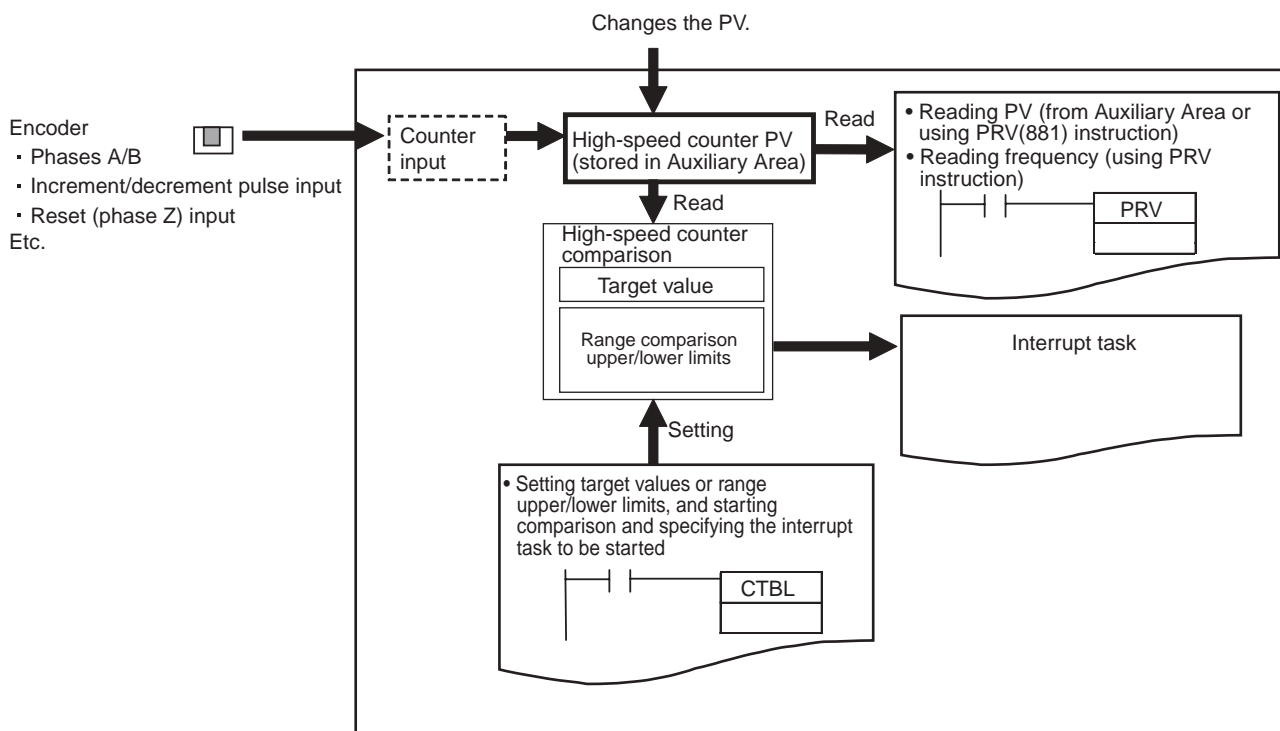 Changes the PV.
Encoder
・Phases A/B
・Increment/decrement pulse input
・Reset (phase Z) input
Etc.
Counter
input
High-speed counter PV
(stored in Auxiliary Area)
Read
• Reading PV (from Auxiliary Area or
using PRV(881) instruction)
• Reading frequency (using PRV
instruction)
PRV
Read
High-speed counter
comparison
Target value
Range comparison
upper/lower limits
Interrupt task
Setting
• Setting target values or range
upper/lower limits, and starting
comparison and specifying the interrupt
task to be started
CTBL